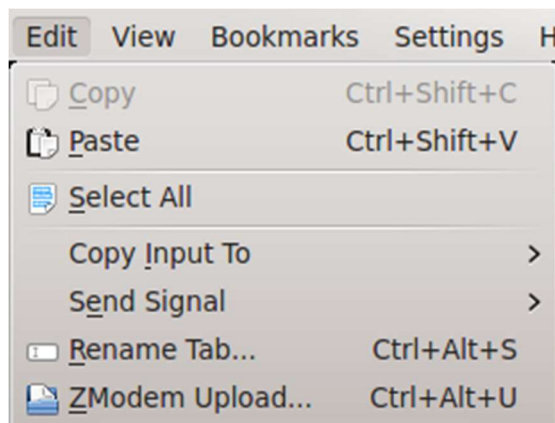 Edit View Bookmarks Settings H
Copy Ctrl+Shift+C
Paste Ctrl+Shift+V
Select All
Copy Input To >
Send Signal >
Rename Tab... Ctrl+Alt+S
ZModem Upload... Ctrl+Alt+U